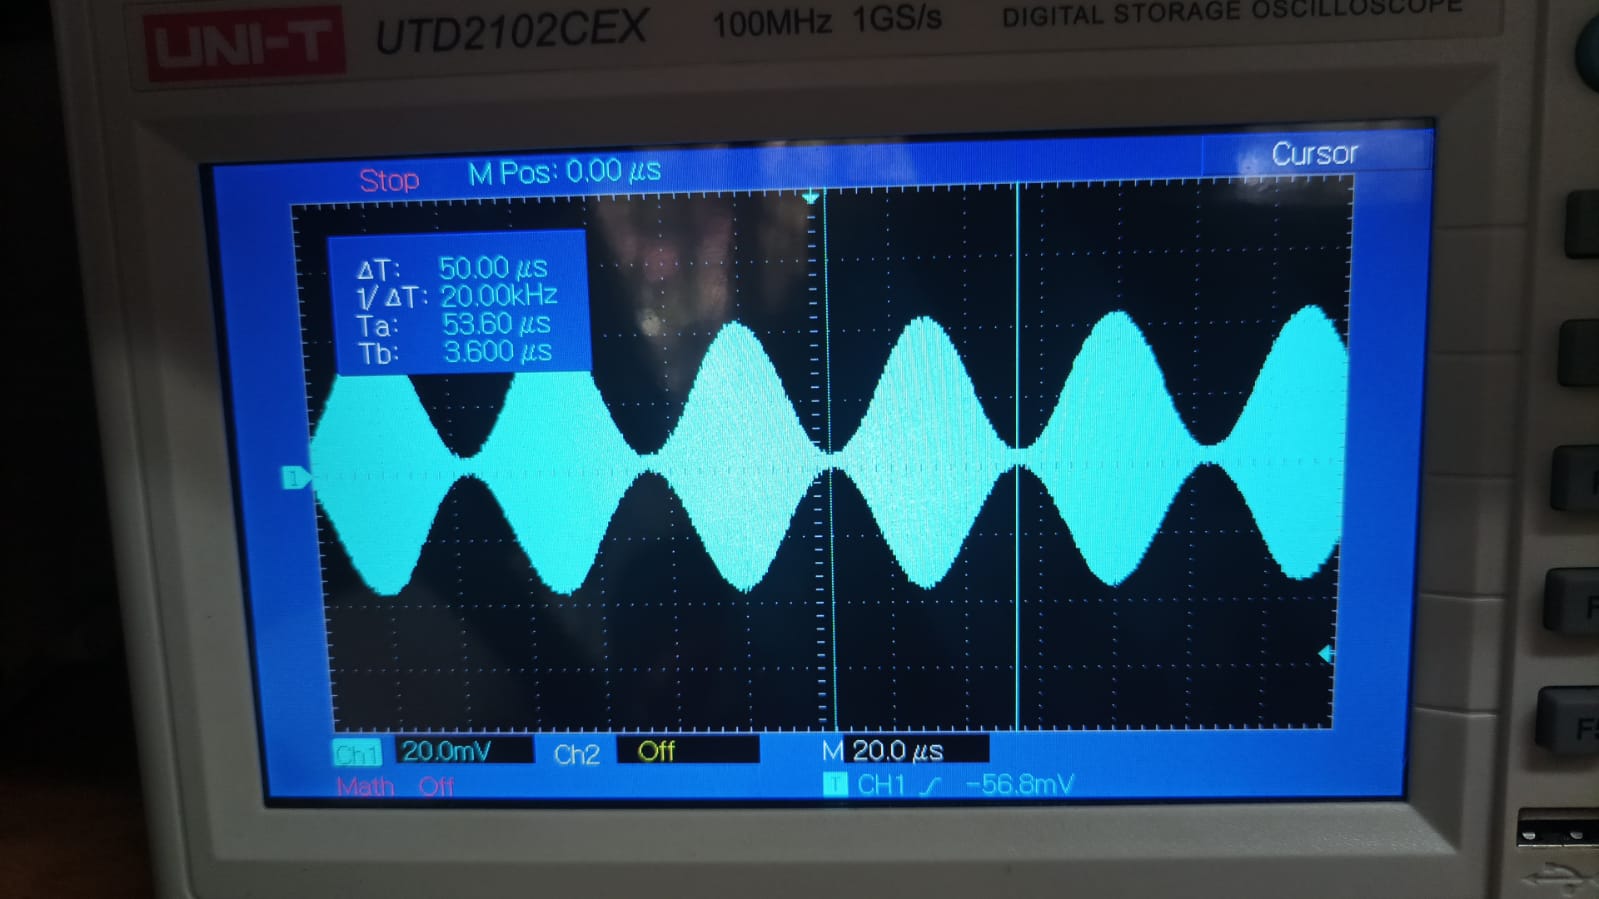 UNI-T UTD2102CEX 100MHz 1GS/s DIGITAL STORAGE OSCILLOSCOPE
Stop M Pos: 0.00 μs Cursor
ΔT: 50.00 μs
1/ΔT: 20.00kHz
Ta: 53.60 μs
Tb: 3.600 μs
1
Ch1 20.0mV Ch2 Off M 20.0 μs
Math Off T CH1 -56.8mV